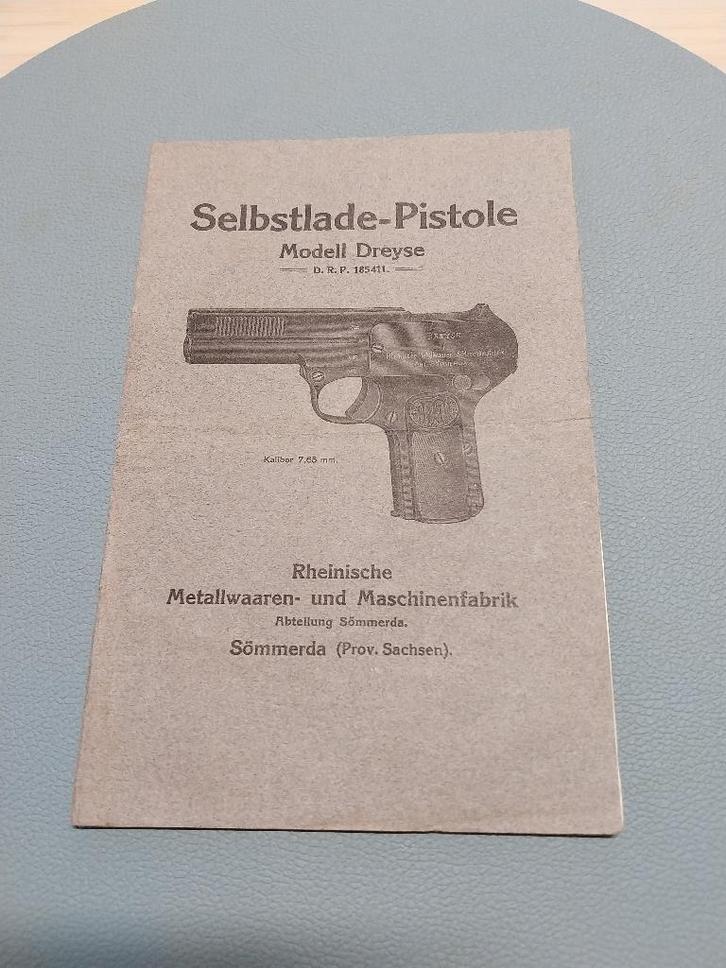 Selbstlade-Pistole
Modell Dreyse
D. R. P. 185411.
Kaliber 7,65 mm.
Rheinische
Metallwaaren- und Maschinenfabrik
Abteilung Sömmerda.
Sömmerda (Prov. Sachsen).